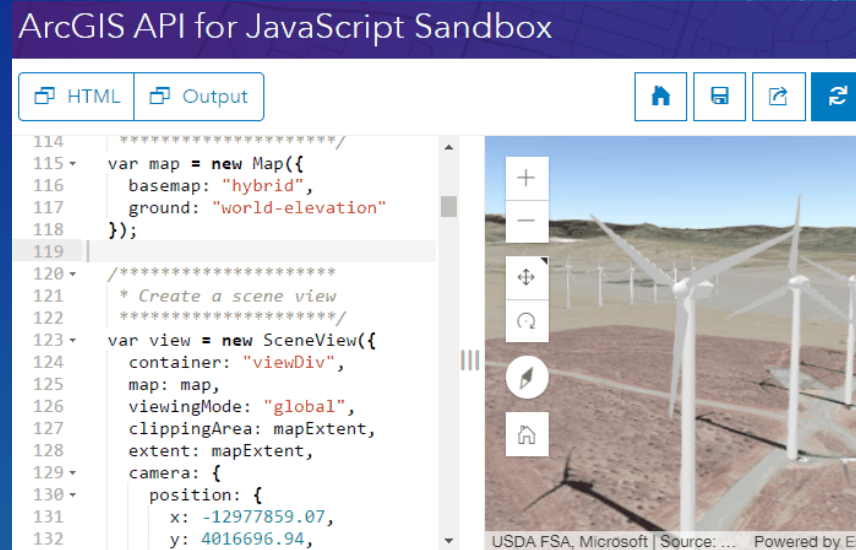 ArcGIS API for JavaScript Sandbox
HTML
Output
114 *********************/
115 var map = new Map({
116 basemap: "hybrid",
117 ground: "world-elevation"
118 });
119
120 /*********************
121 * Create a scene view
122 *********************/
123 var view = new SceneView({
124 container: "viewDiv",
125 map: map,
126 viewingMode: "global",
127 clippingArea: mapExtent,
128 extent: mapExtent,
129 camera: {
130 position: {
131 x: -12977859.07,
132 y: 4016696.94,
USDA FSA, Microsoft | Source: ... Powered by E